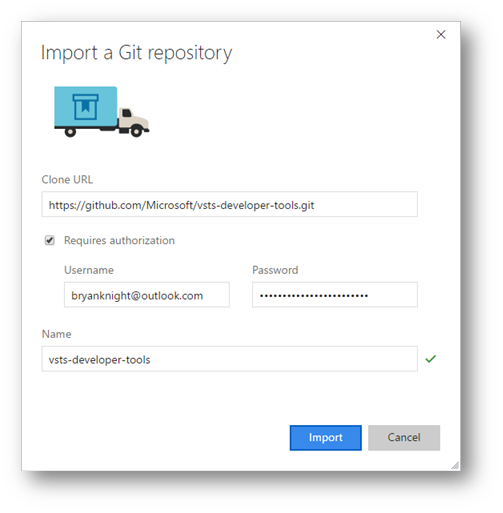 Import a Git repository
Clone URL
https://github.com/Microsoft/vsts-developer-tools.git
Requires authorization
Username Password
bryanknight@outlook.com ••••••••••••••••••••••••
Name
vsts-developer-tools
Import Cancel